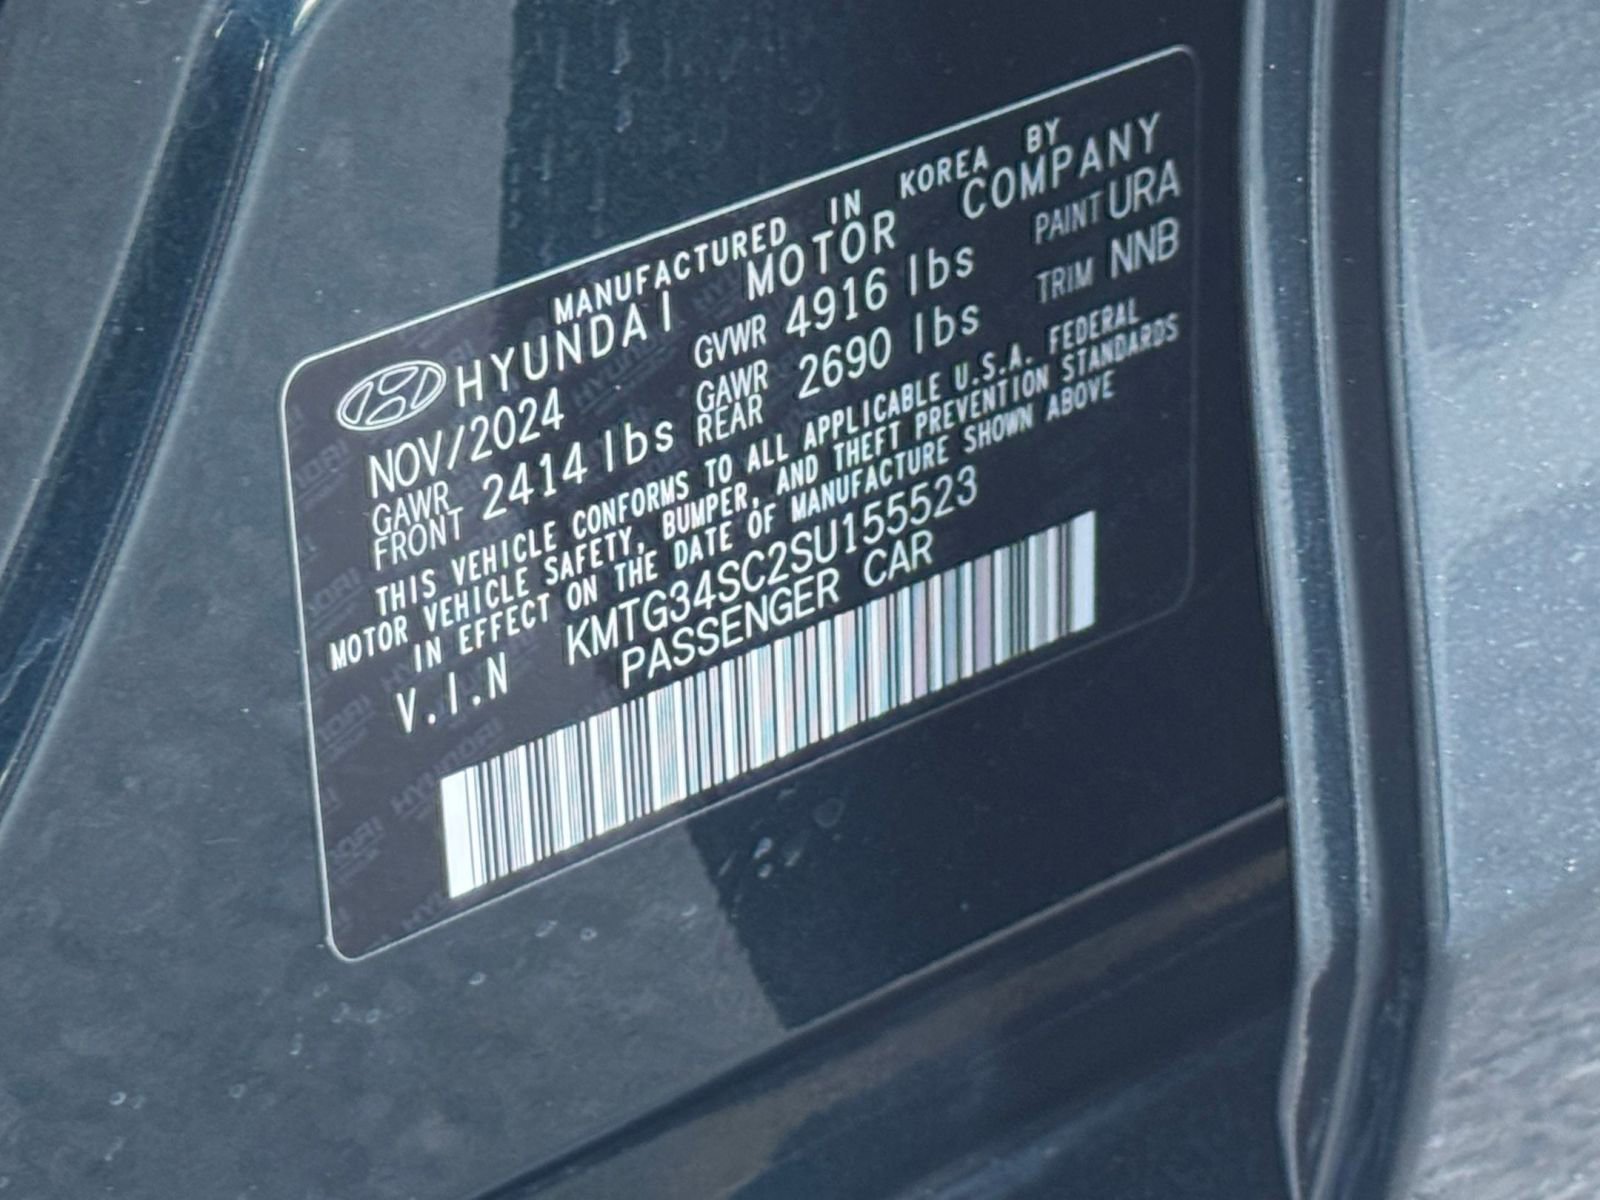 MANUFACTURED IN KOREA BY
HYUNDAI MOTOR COMPANY
NOV/2024 GVWR 4916 lbs PAINT URA
GAWR FRONT 2414 lbs GAWR REAR 2690 lbs TRIM NNB
THIS VEHICLE CONFORMS TO ALL APPLICABLE U.S.A. FEDERAL
MOTOR VEHICLE SAFETY, BUMPER, AND THEFT PREVENTION STANDARDS
IN EFFECT ON THE DATE OF MANUFACTURE SHOWN ABOVE
V.I.N KMTG34SC2SU155523
PASSENGER CAR